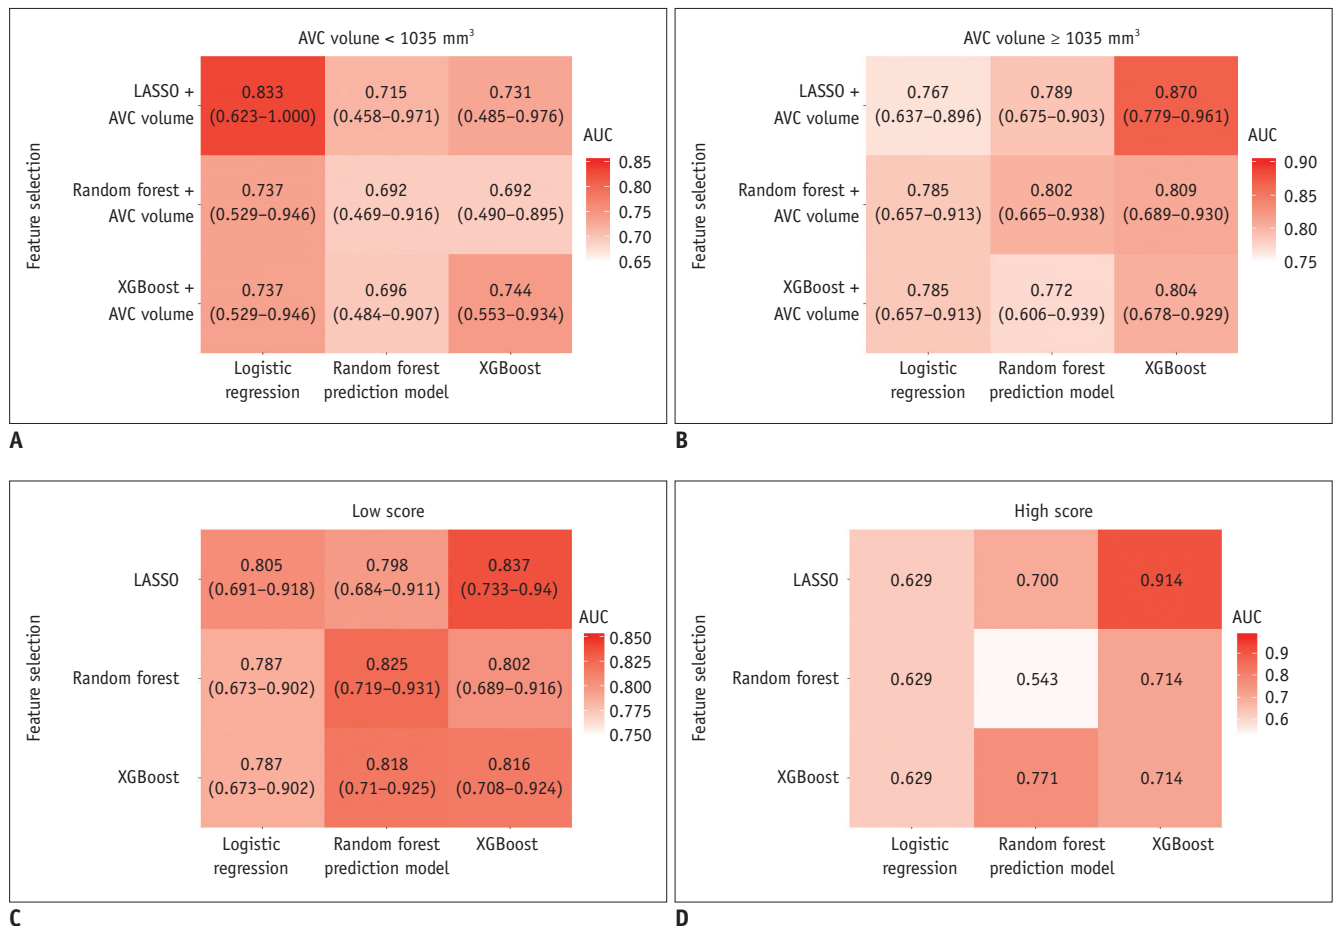 AVC volune < 1035 mm³
Feature selection
LASSO +
AVC volume
Random forest +
AVC volume
XGBoost +
AVC volume
0.833
(0.623–1.000)
0.715
(0.458–0.971)
0.731
(0.485–0.976)
0.737
(0.529–0.946)
0.692
(0.469–0.916)
0.692
(0.490–0.895)
0.737
(0.529–0.946)
0.696
(0.484–0.907)
0.744
(0.553–0.934)
Logistic
regression
Random forest
prediction model
XGBoost
AUC
0.85
0.80
0.75
0.70
0.65
A
AVC volune ≥ 1035 mm³
Feature selection
LASSO +
AVC volume
Random forest +
AVC volume
XGBoost +
AVC volume
0.767
(0.637–0.896)
0.789
(0.675–0.903)
0.870
(0.779–0.961)
0.785
(0.657–0.913)
0.802
(0.665–0.938)
0.809
(0.689–0.930)
0.785
(0.657–0.913)
0.772
(0.606–0.939)
0.804
(0.678–0.929)
Logistic
regression
Random forest
prediction model
XGBoost
AUC
0.90
0.85
0.80
0.75
B
Low score
Feature selection
LASSO
Random forest
XGBoost
0.805
(0.691–0.918)
0.798
(0.684–0.911)
0.837
(0.733–0.94)
0.787
(0.673–0.902)
0.825
(0.719–0.931)
0.802
(0.689–0.916)
0.787
(0.673–0.902)
0.818
(0.71–0.925)
0.816
(0.708–0.924)
Logistic
regression
Random forest
prediction model
XGBoost
AUC
0.850
0.825
0.800
0.775
0.750
C
High score
Feature selection
LASSO
Random forest
XGBoost
0.629
0.700
0.914
0.629
0.543
0.714
0.629
0.771
0.714
Logistic
regression
Random forest
prediction model
XGBoost
AUC
0.9
0.8
0.7
0.6
D